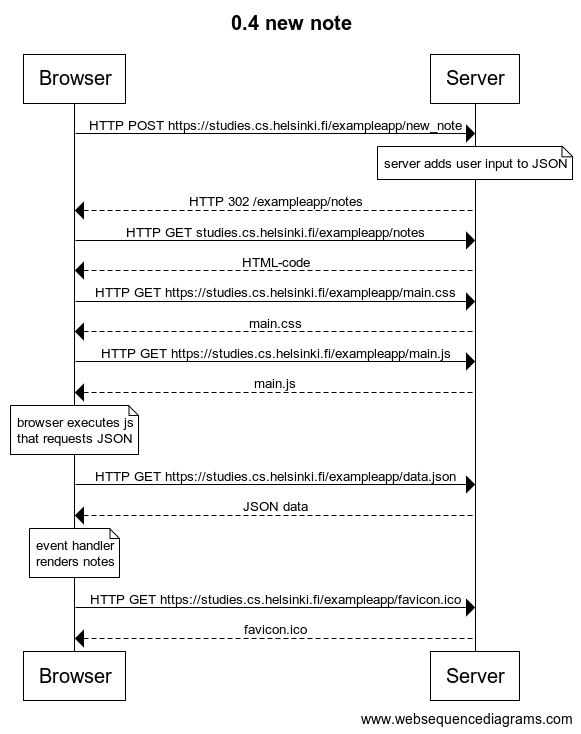 0.4 new note
Browser
Server
HTTP POST https://studies.cs.helsinki.fi/exampleapp/new_note
server adds user input to JSON
HTTP 302 /exampleapp/notes
HTTP GET studies.cs.helsinki.fi/exampleapp/notes
HTML-code
HTTP GET https://studies.cs.helsinki.fi/exampleapp/main.css
main.css
HTTP GET https://studies.cs.helsinki.fi/exampleapp/main.js
main.js
browser executes js
that requests JSON
HTTP GET https://studies.cs.helsinki.fi/exampleapp/data.json
JSON data
event handler
renders notes
HTTP GET https://studies.cs.helsinki.fi/exampleapp/favicon.ico
favicon.ico
Browser
Server
www.websequencediagrams.com